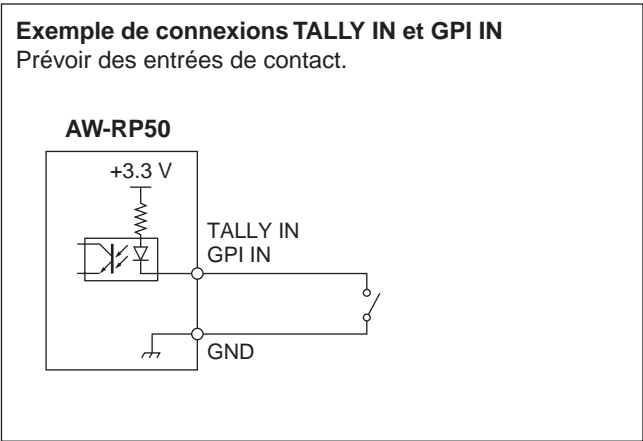 Exemple de connexions TALLY IN et GPI IN
Prévoir des entrées de contact.
AW-RP50
+3.3 V
TALLY IN
GPI IN
GND